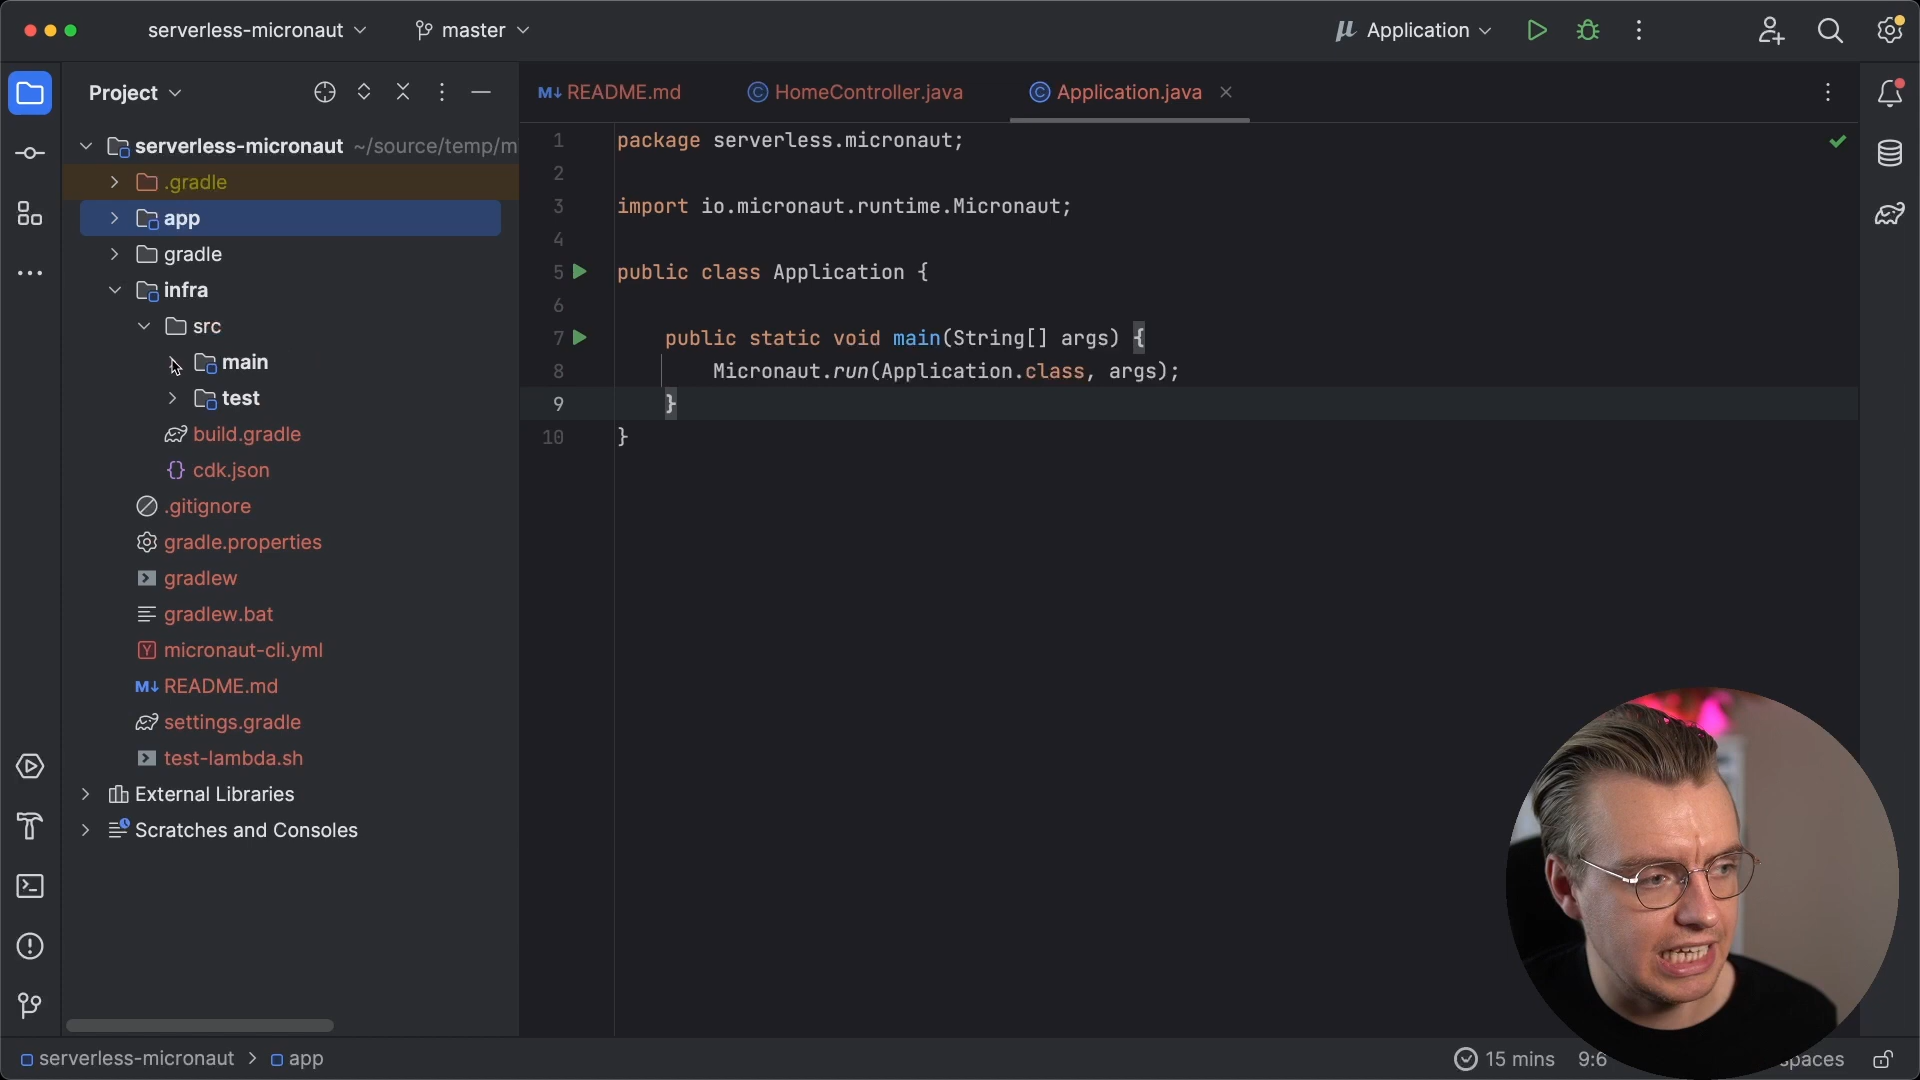 serverless-micronaut
master
Application
Project
README.md
HomeController.java
Application.java
serverless-micronaut ~/source/temp/m
.gradle
app
gradle
infra
src
main
test
build.gradle
cdk.json
.gitignore
gradle.properties
gradlew
gradlew.bat
micronaut-cli.yml
README.md
settings.gradle
test-lambda.sh
External Libraries
Scratches and Consoles
1 package serverless.micronaut;
2
3 import io.micronaut.runtime.Micronaut;
4
5 public class Application {
6
7 public static void main(String[] args) {
8 Micronaut.run(Application.class, args);
9 }
10 }
serverless-micronaut > app
15 mins 9:6 spaces